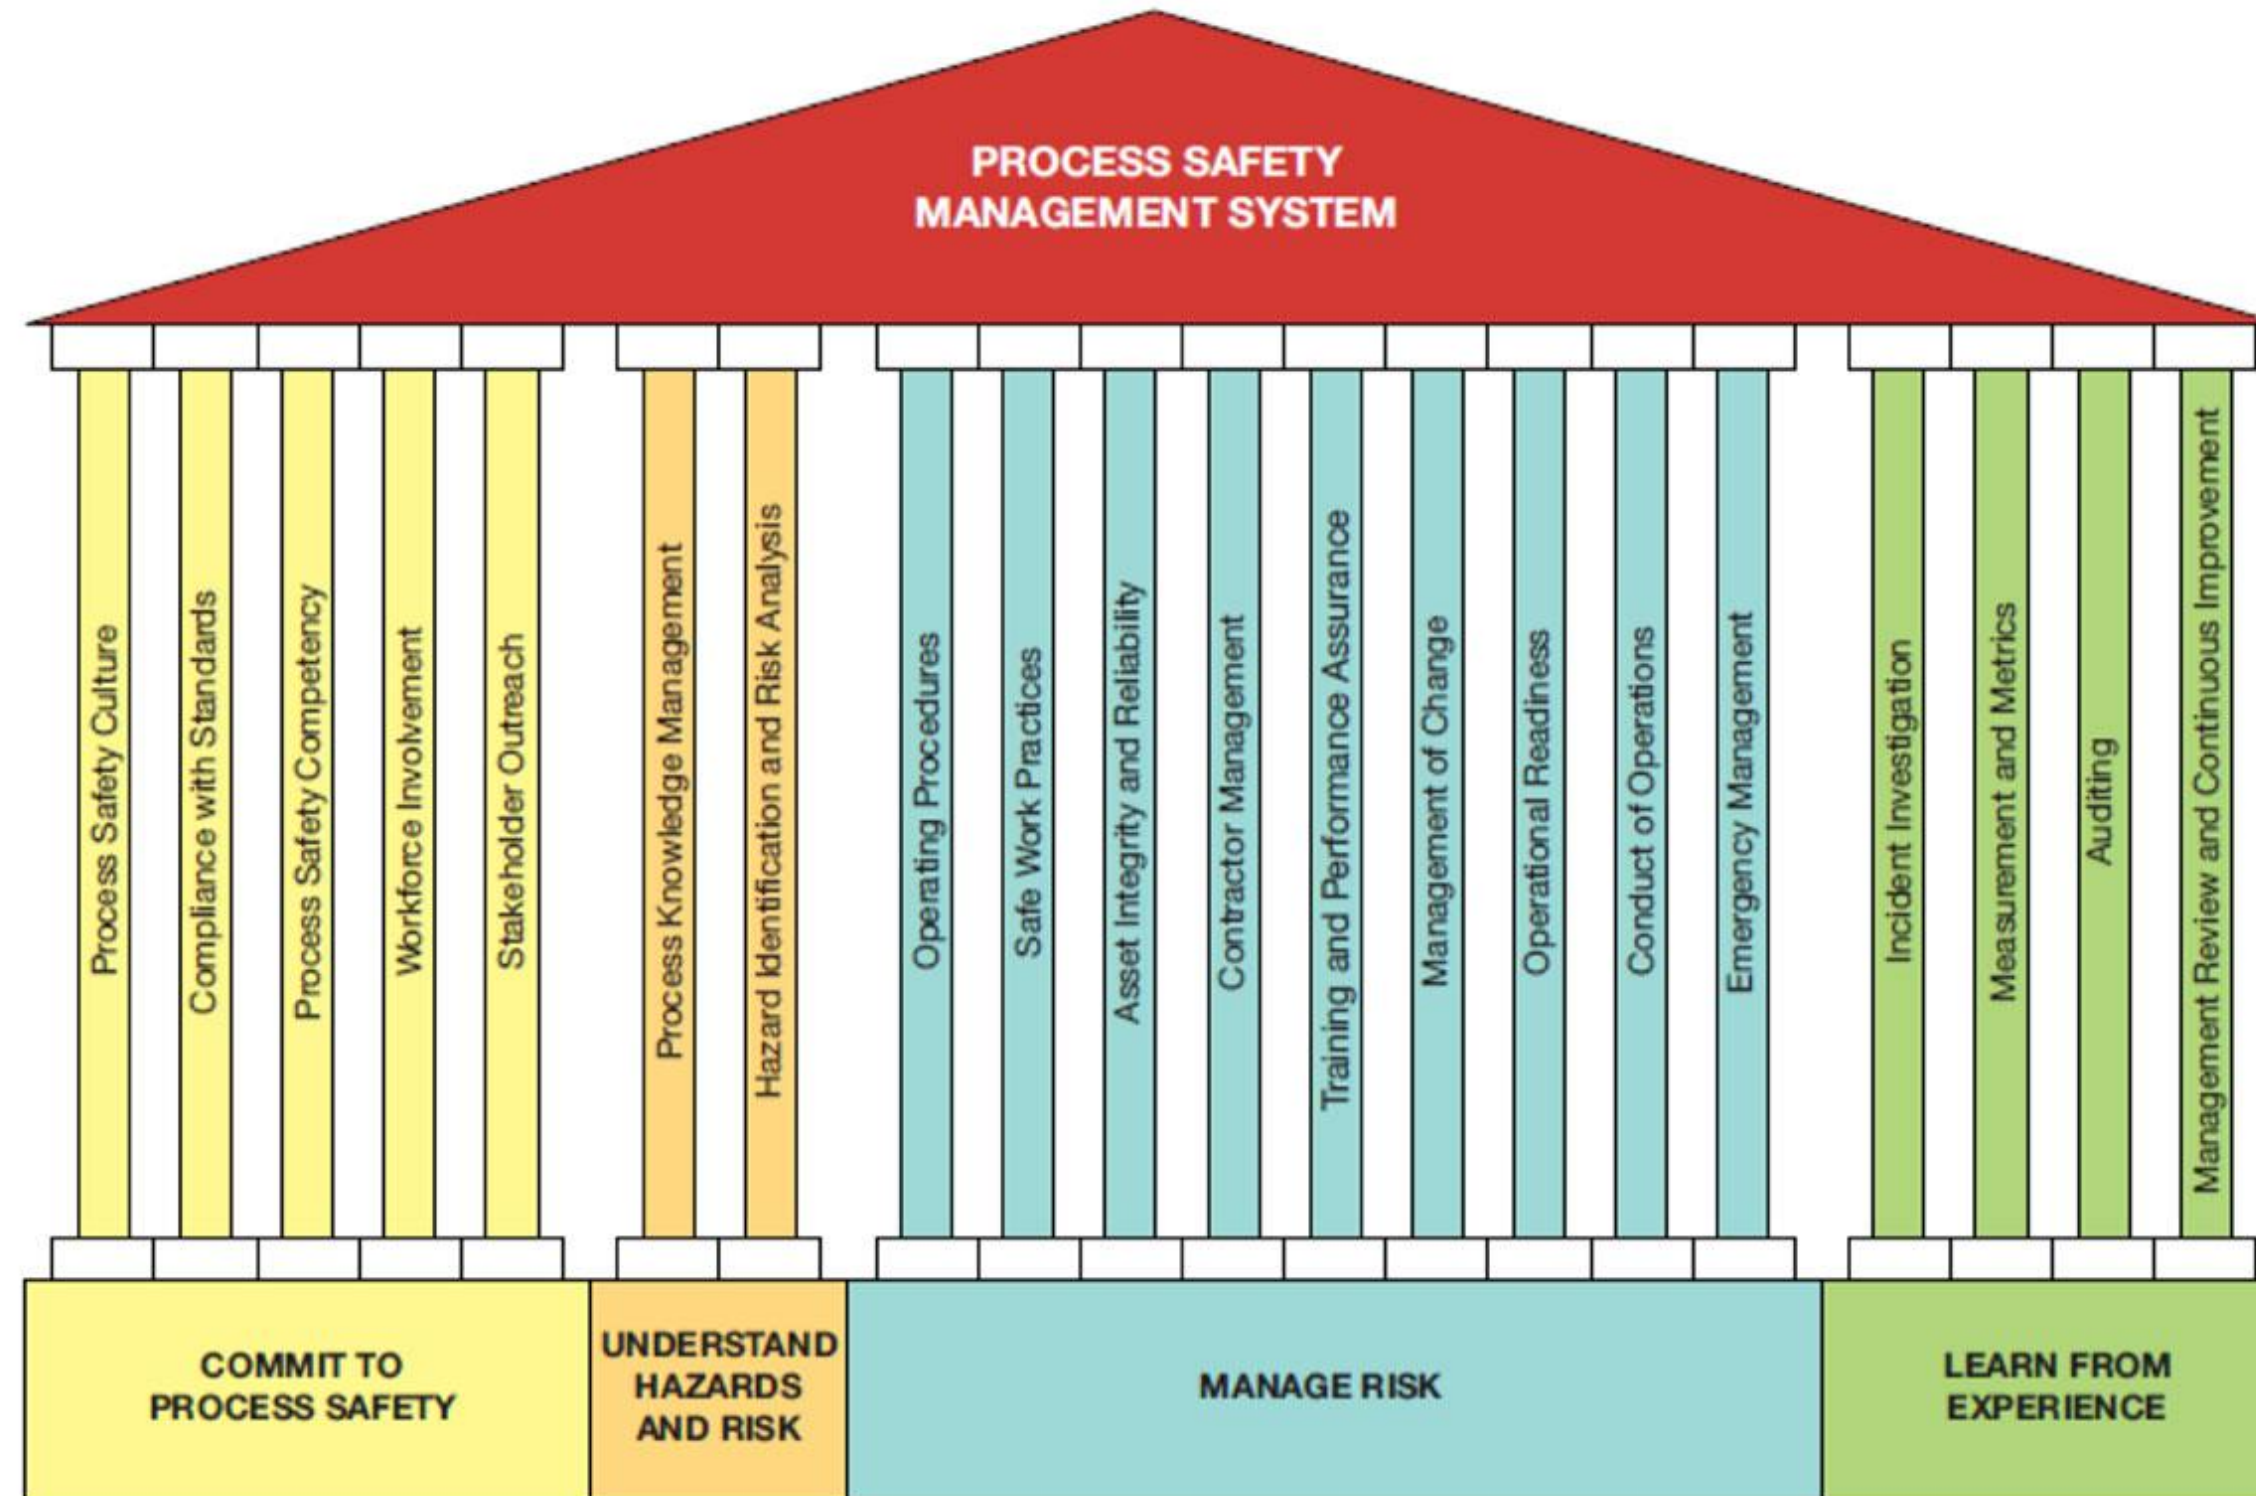 PROCESS SAFETY
MANAGEMENT SYSTEM
Process Safety Culture
Compliance with Standards
Process Safety Competency
Workforce Involvement
Stakeholder Outreach
Process Knowledge Management
Hazard Identification and Risk Analysis
Operating Procedures
Safe Work Practices
Asset Integrity and Reliability
Contractor Management
Training and Performance Assurance
Management of Change
Operational Readiness
Conduct of Operations
Emergency Management
Incident Investigation
Measurement and Metrics
Auditing
Management Review and Continuous Improvement
COMMIT TO
PROCESS SAFETY
UNDERSTAND
HAZARDS
AND RISK
MANAGE RISK
LEARN FROM
EXPERIENCE